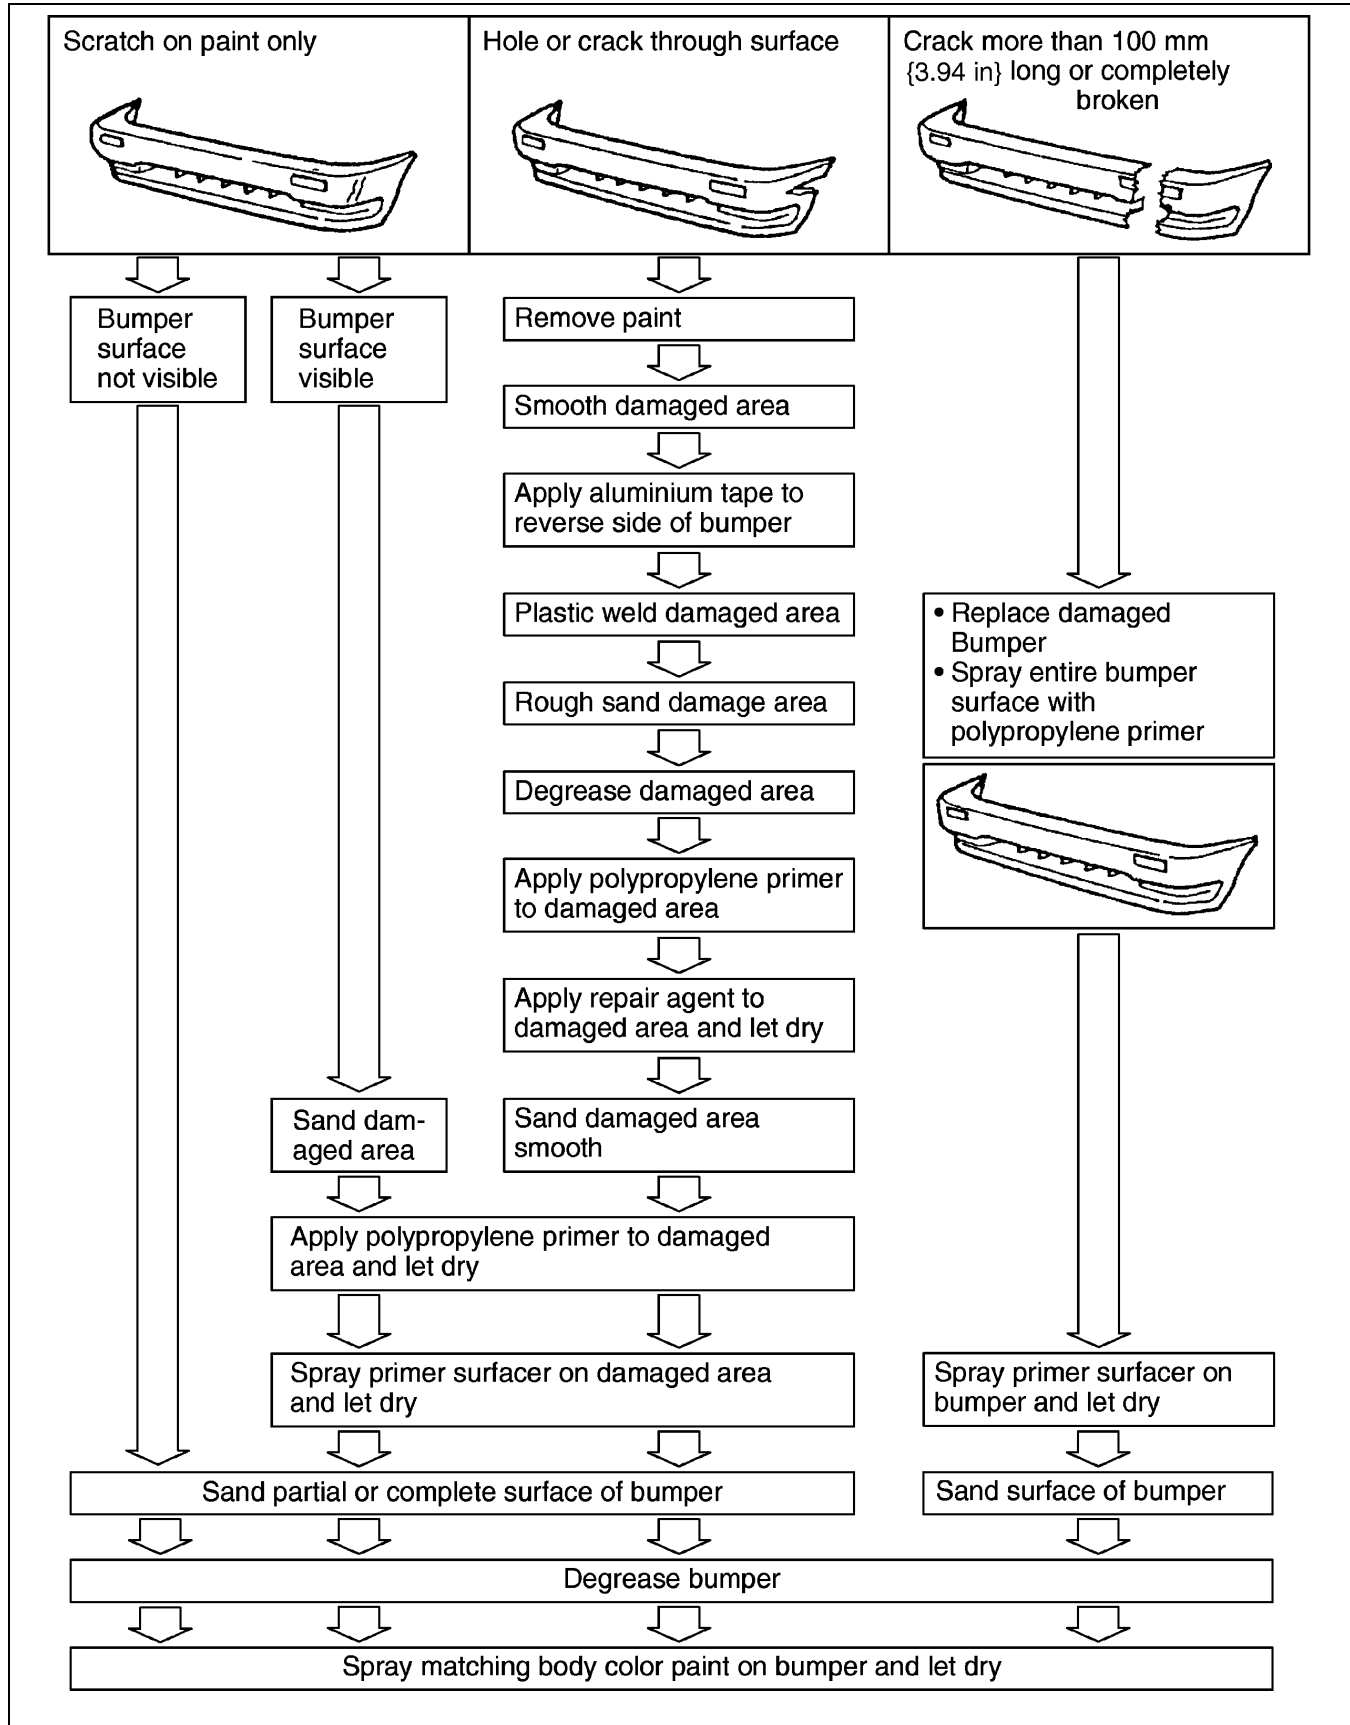 Scratch on paint only
Hole or crack through surface
Crack more than 100 mm
{3.94 in} long or completely
broken
Bumper
surface
not visible
Bumper
surface
visible
Remove paint
Smooth damaged area
Apply aluminium tape to
reverse side of bumper
Plastic weld damaged area
Rough sand damage area
Degrease damaged area
Apply polypropylene primer
to damaged area
Apply repair agent to
damaged area and let dry
• Replace damaged
Bumper
• Spray entire bumper
surface with
polypropylene primer
Sand dam-
aged area
Sand damaged area
smooth
Apply polypropylene primer to damaged
area and let dry
Spray primer surfacer on damaged area
and let dry
Spray primer surfacer on
bumper and let dry
Sand partial or complete surface of bumper
Sand surface of bumper
Degrease bumper
Spray matching body color paint on bumper and let dry